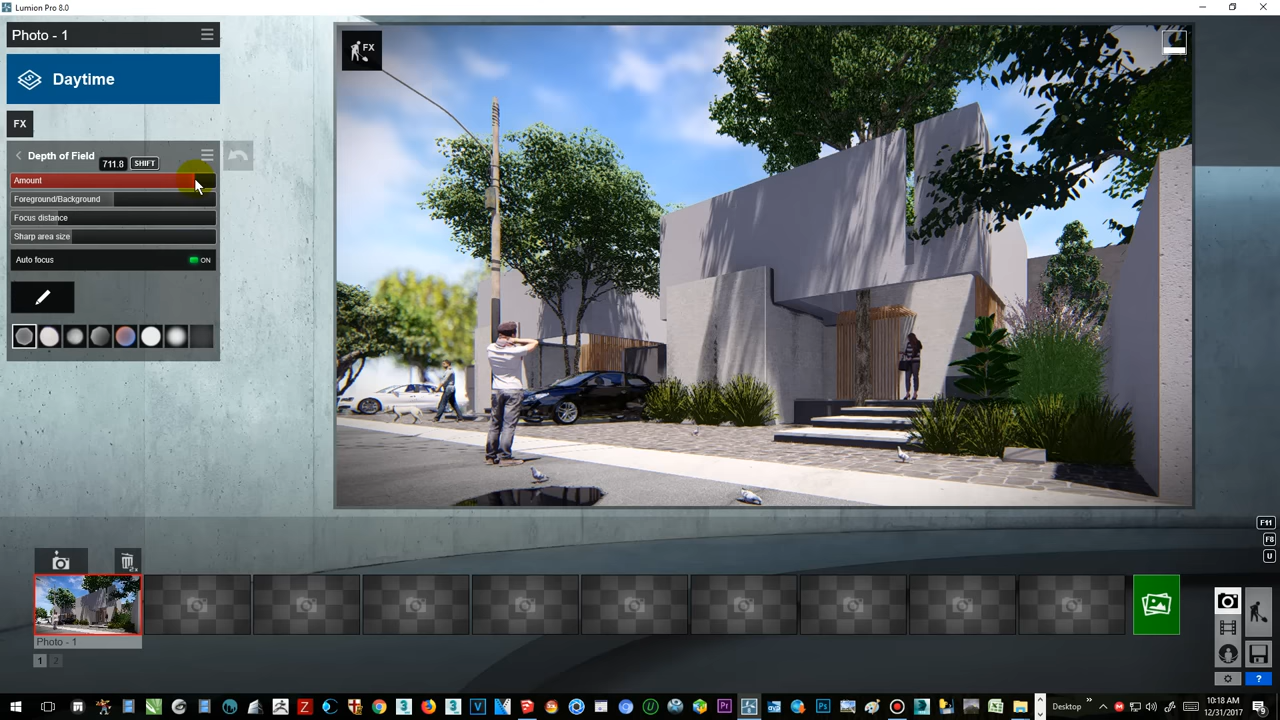 Lumion Pro 8.0
Photo - 1
FX
Daytime
FX
Depth of Field
711.8 SHIFT
Amount
Foreground/Background
Focus distance
Sharp area size
Auto focus ON
F11
F8
U
Photo - 1
1 2
?
Desktop
10:18 AM
12/31/2017